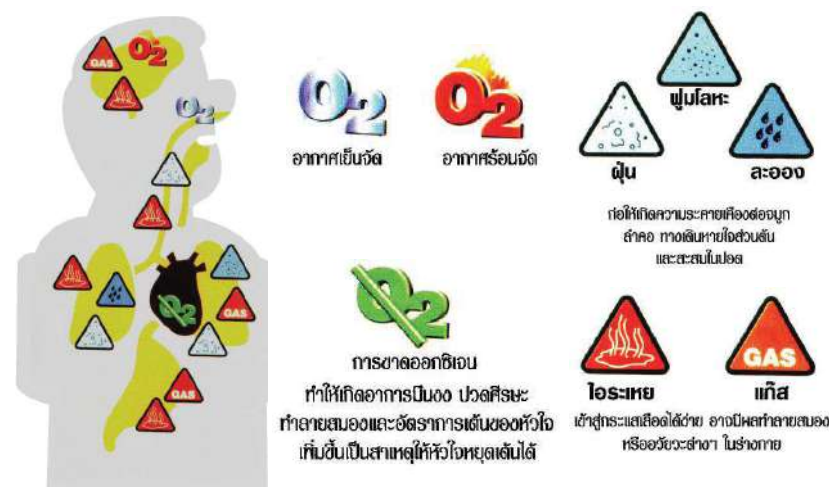 GAS
O2
O2
O2
GAS
GAS
O2
อากาศเย็นจัด
O2
อากาศร้อนจัด
ฟูมโลหะ
ฝุ่น
ละออง
ก่อให้เกิดความระคายเคืองต่อจมูก
ลำคอ ทางเดินหายใจส่วนต้น
และสะสมในปอด
O2
การขาดออกซิเจน
ทำให้เกิดอาการมึนงง ปวดศีรษะ
ทำลายสมองและอัตราการเต้นของหัวใจ
เพิ่มขึ้นเป็นสาเหตุให้หัวใจหยุดเต้นได้
ไอระเหย
GAS
แก๊ส
เข้าสู่กระแสเลือดได้ง่าย อาจมีผลทำลายสมอง
หรืออวัยวะต่างๆ ในร่างกาย